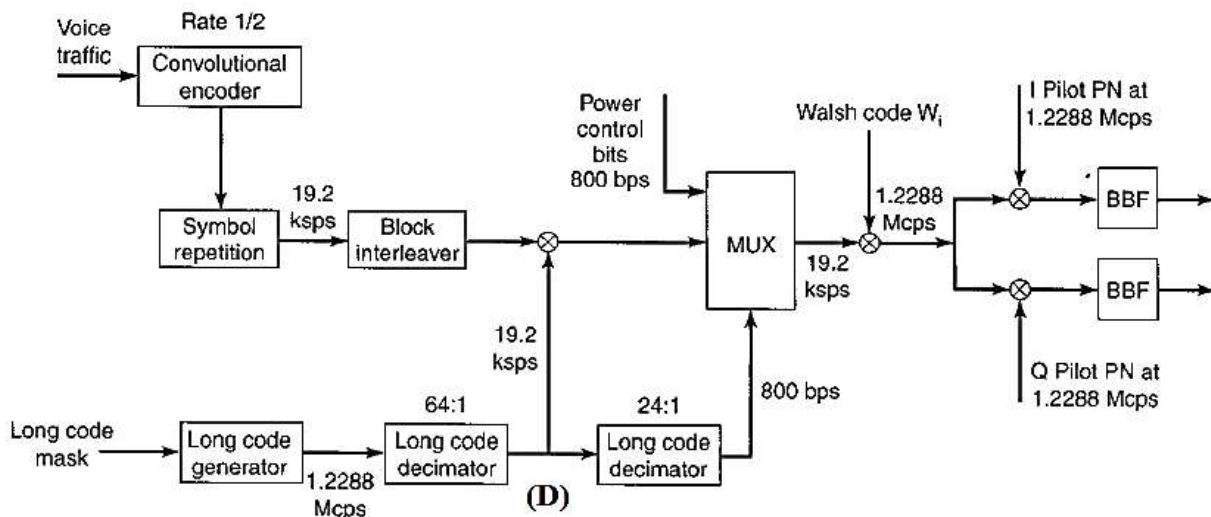 Voice
traffic
Rate 1/2
Convolutional
encoder
Symbol
repetition
19.2
ksps
Block
interleaver
Power
control
bits
800 bps
MUX
Walsh code Wi
19.2
ksps
1.2288
Mcps
I Pilot PN at
1.2288 Mcps
BBF
BBF
Q Pilot PN at
1.2288 Mcps
19.2
ksps
800 bps
Long code
mask
Long code
generator
1.2288
Mcps
64:1
Long code
decimator
(D)
24:1
Long code
decimator